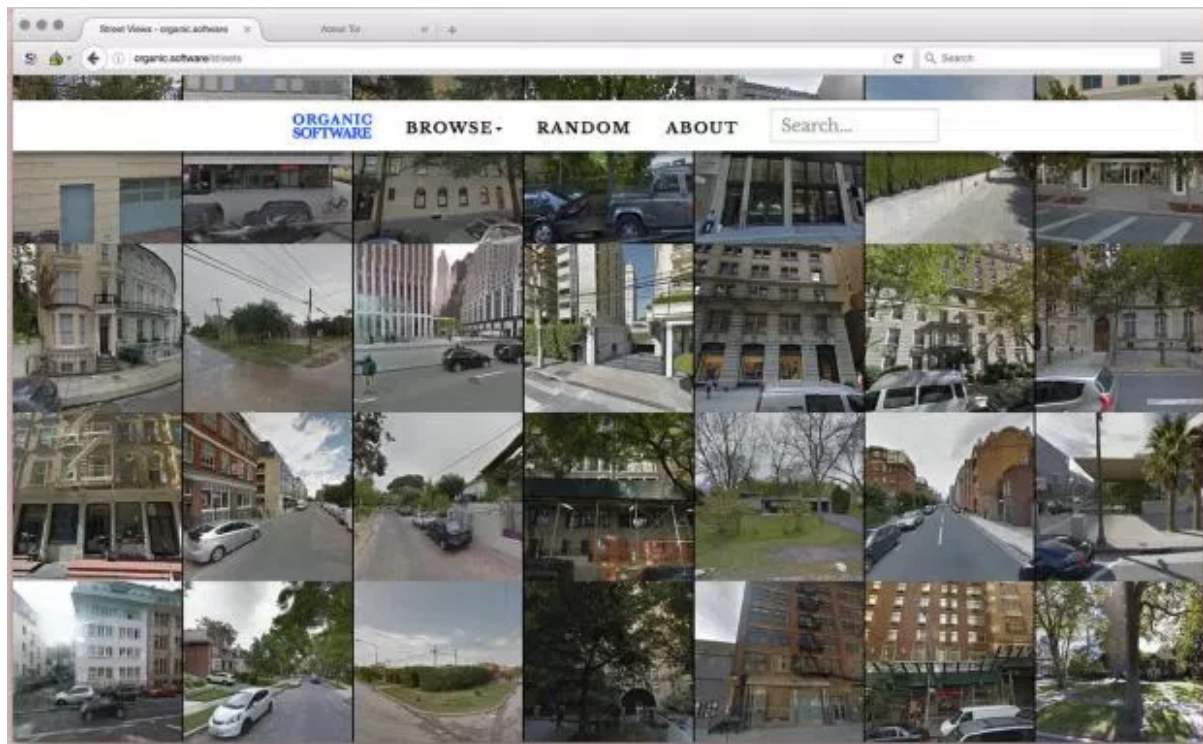 Street Views - organic.software
About Tor
organic.software/streets
Search
ORGANIC
SOFTWARE
BROWSE
RANDOM
ABOUT
Search...